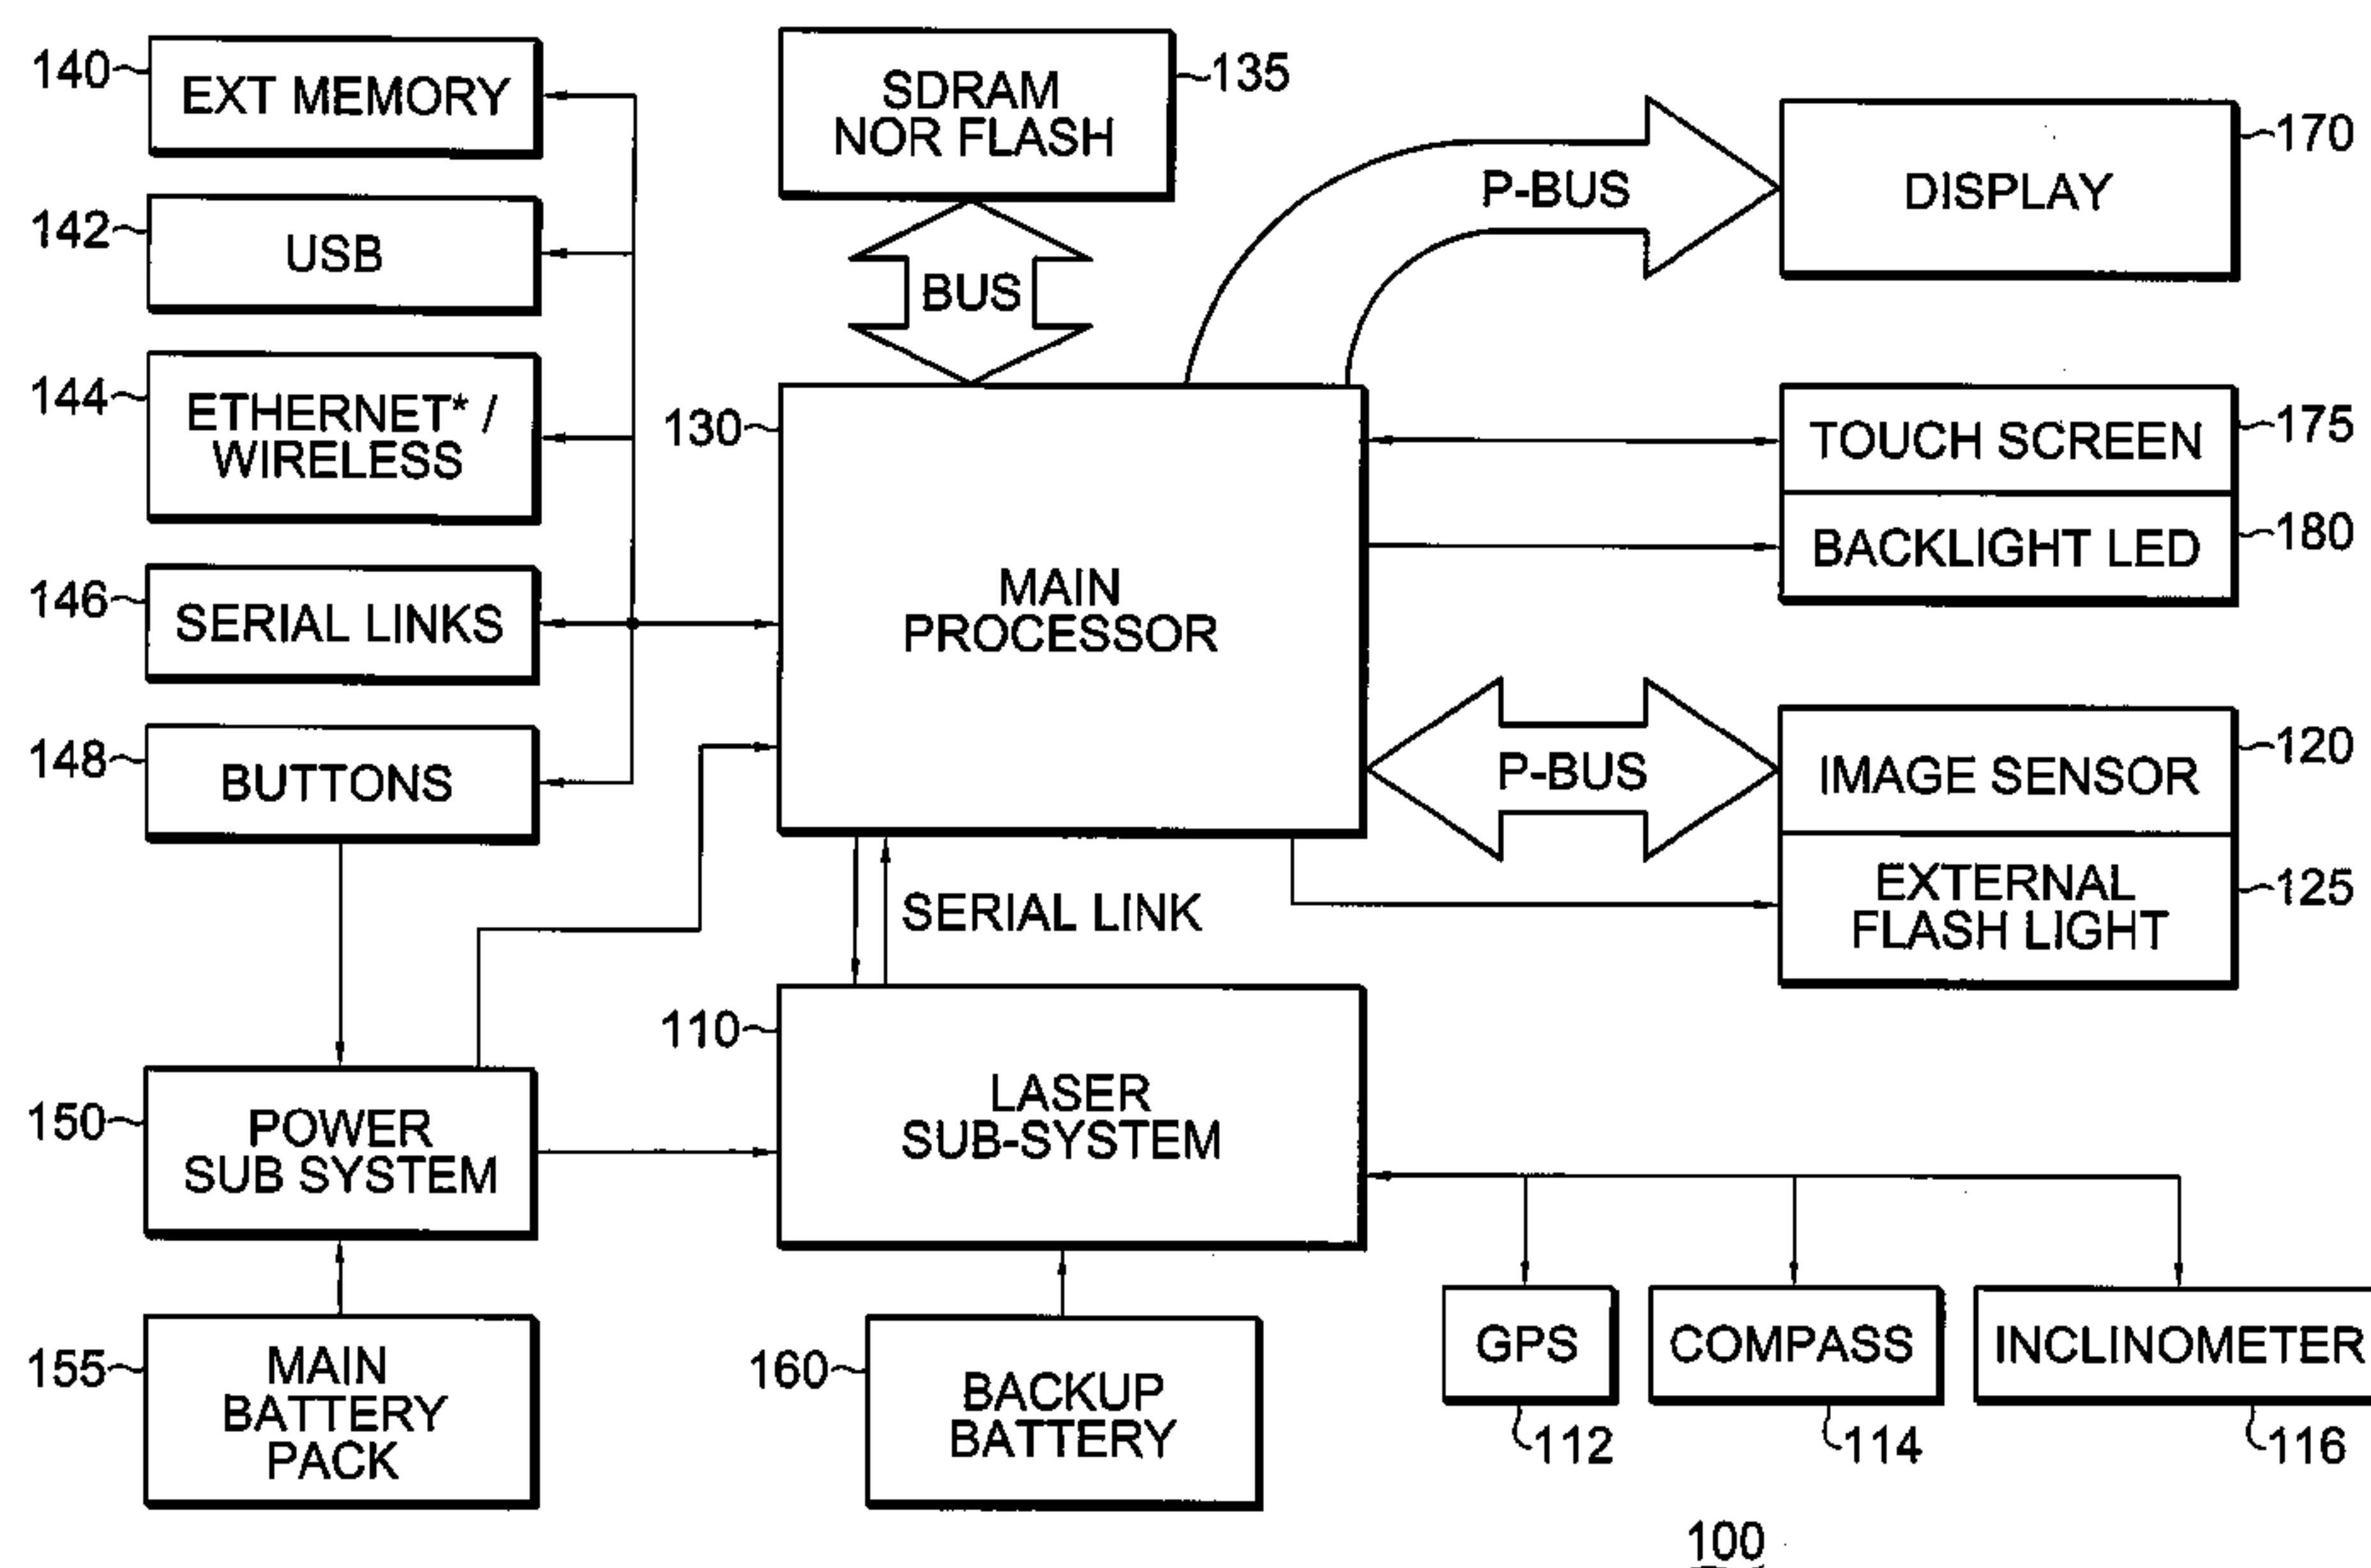 140
EXT MEMORY
SDRAM
NOR FLASH
135
P-BUS
DISPLAY
170
142
USB
BUS
144
ETHERNET* /
WIRELESS
130
MAIN
PROCESSOR
TOUCH SCREEN
175
BACKLIGHT LED
180
146
SERIAL LINKS
148
BUTTONS
P-BUS
IMAGE SENSOR
120
EXTERNAL
FLASH LIGHT
125
SERIAL LINK
110
LASER
SUB-SYSTEM
150
POWER
SUB SYSTEM
155
MAIN
BATTERY
PACK
160
BACKUP
BATTERY
GPS
COMPASS
INCLINOMETER
112
114
116
100